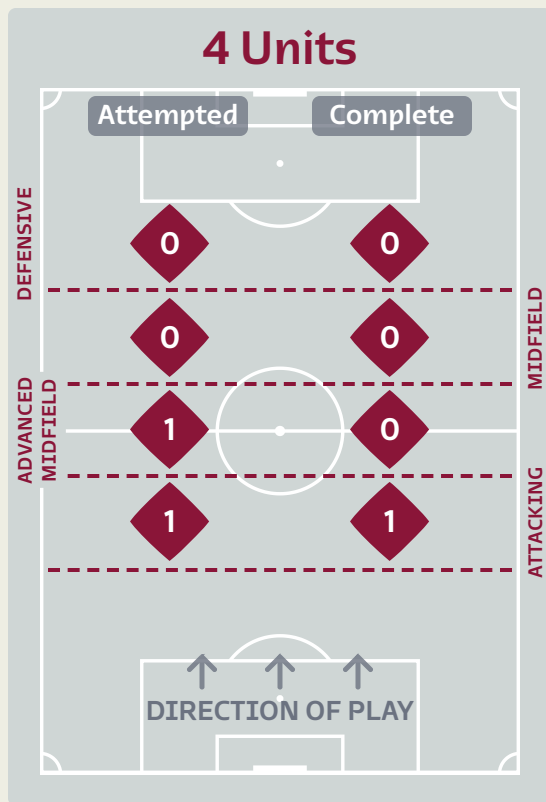 4 Units
Attempted Complete
DEFENSIVE
0 0
MIDFIELD
0 0
ADVANCED
MIDFIELD
1 0
ATTACKING
1 1
DIRECTION OF PLAY